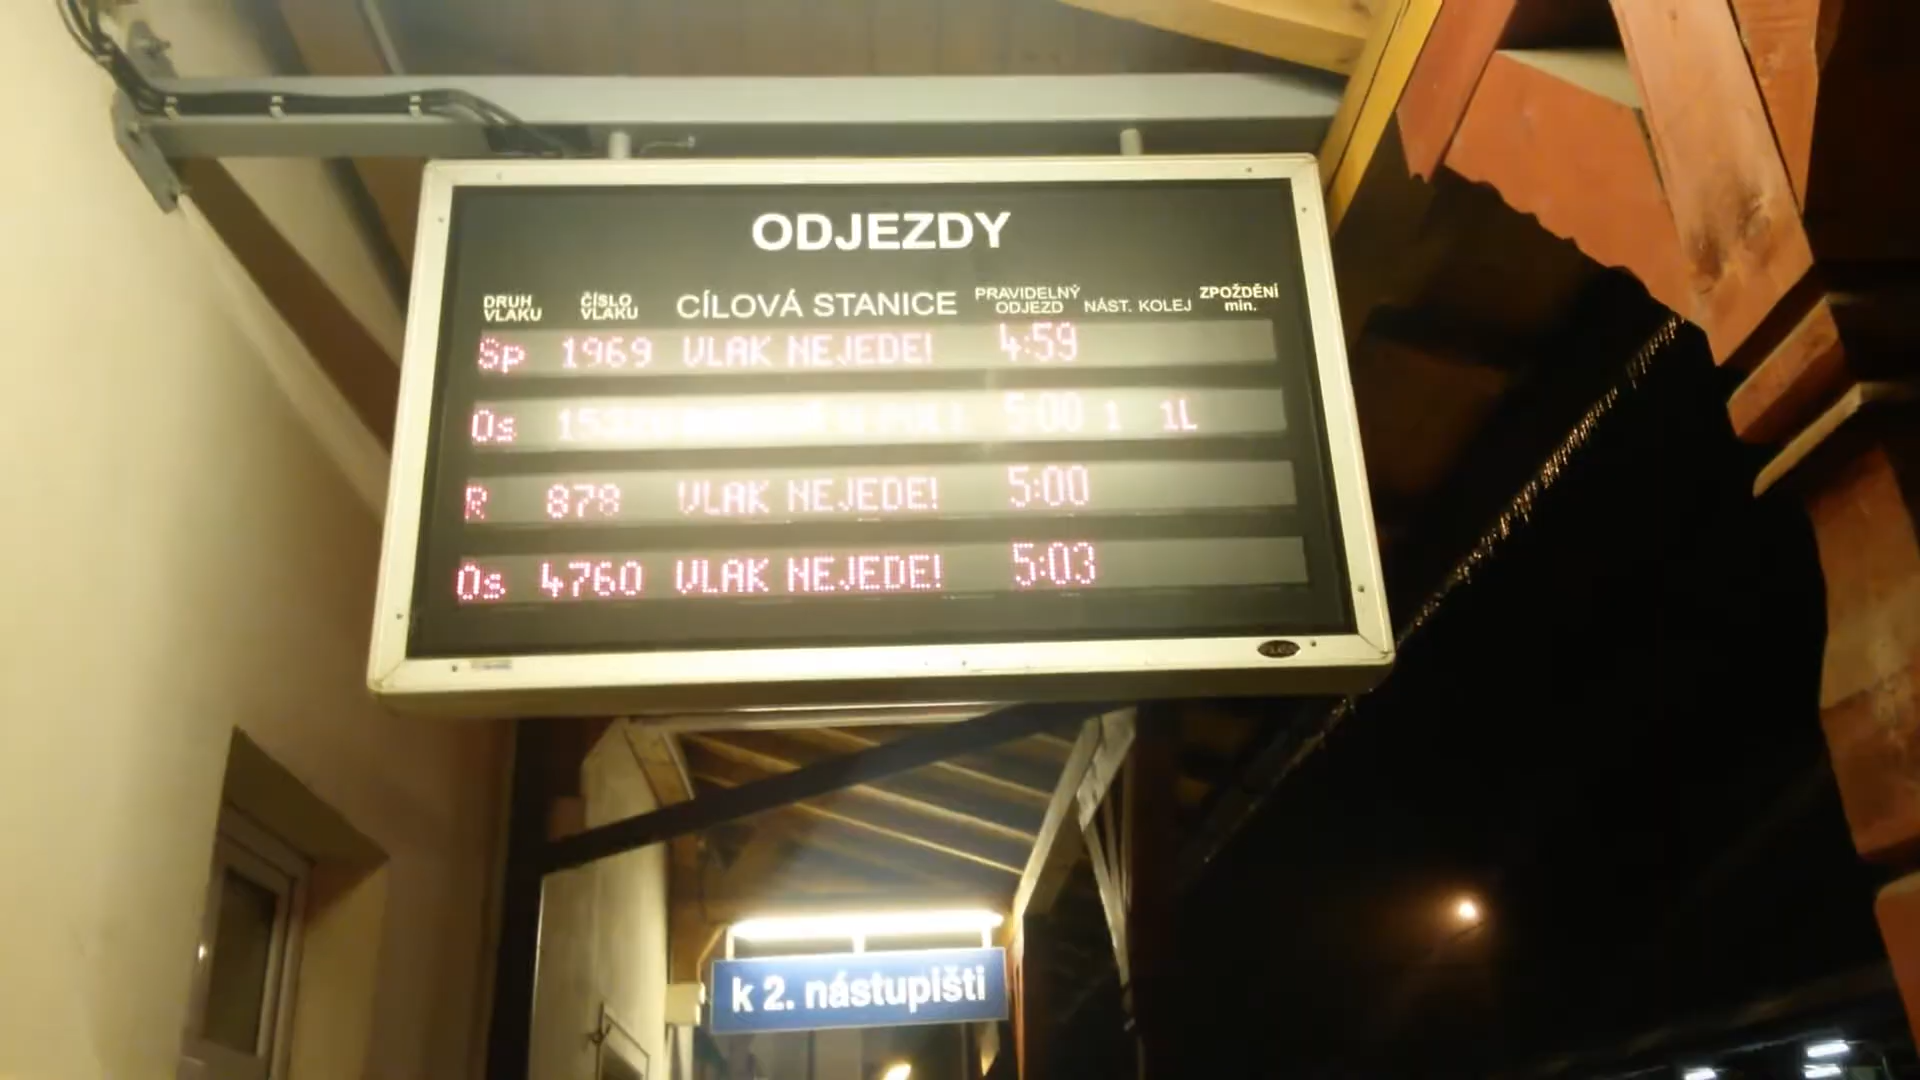 ODJEZDY
DRUH VLAKU ČÍSLO VLAKU CÍLOVÁ STANICE PRAVIDELNÝ ODJEZD NÁST. KOLEJ ZPOŽDĚNÍ min.
Sp 1969 VLAK NEJEDE! 4:59
Os 5:00 1 1L
R 878 VLAK NEJEDE! 5:00
Os 4760 VLAK NEJEDE! 5:03
k 2. nástupišti